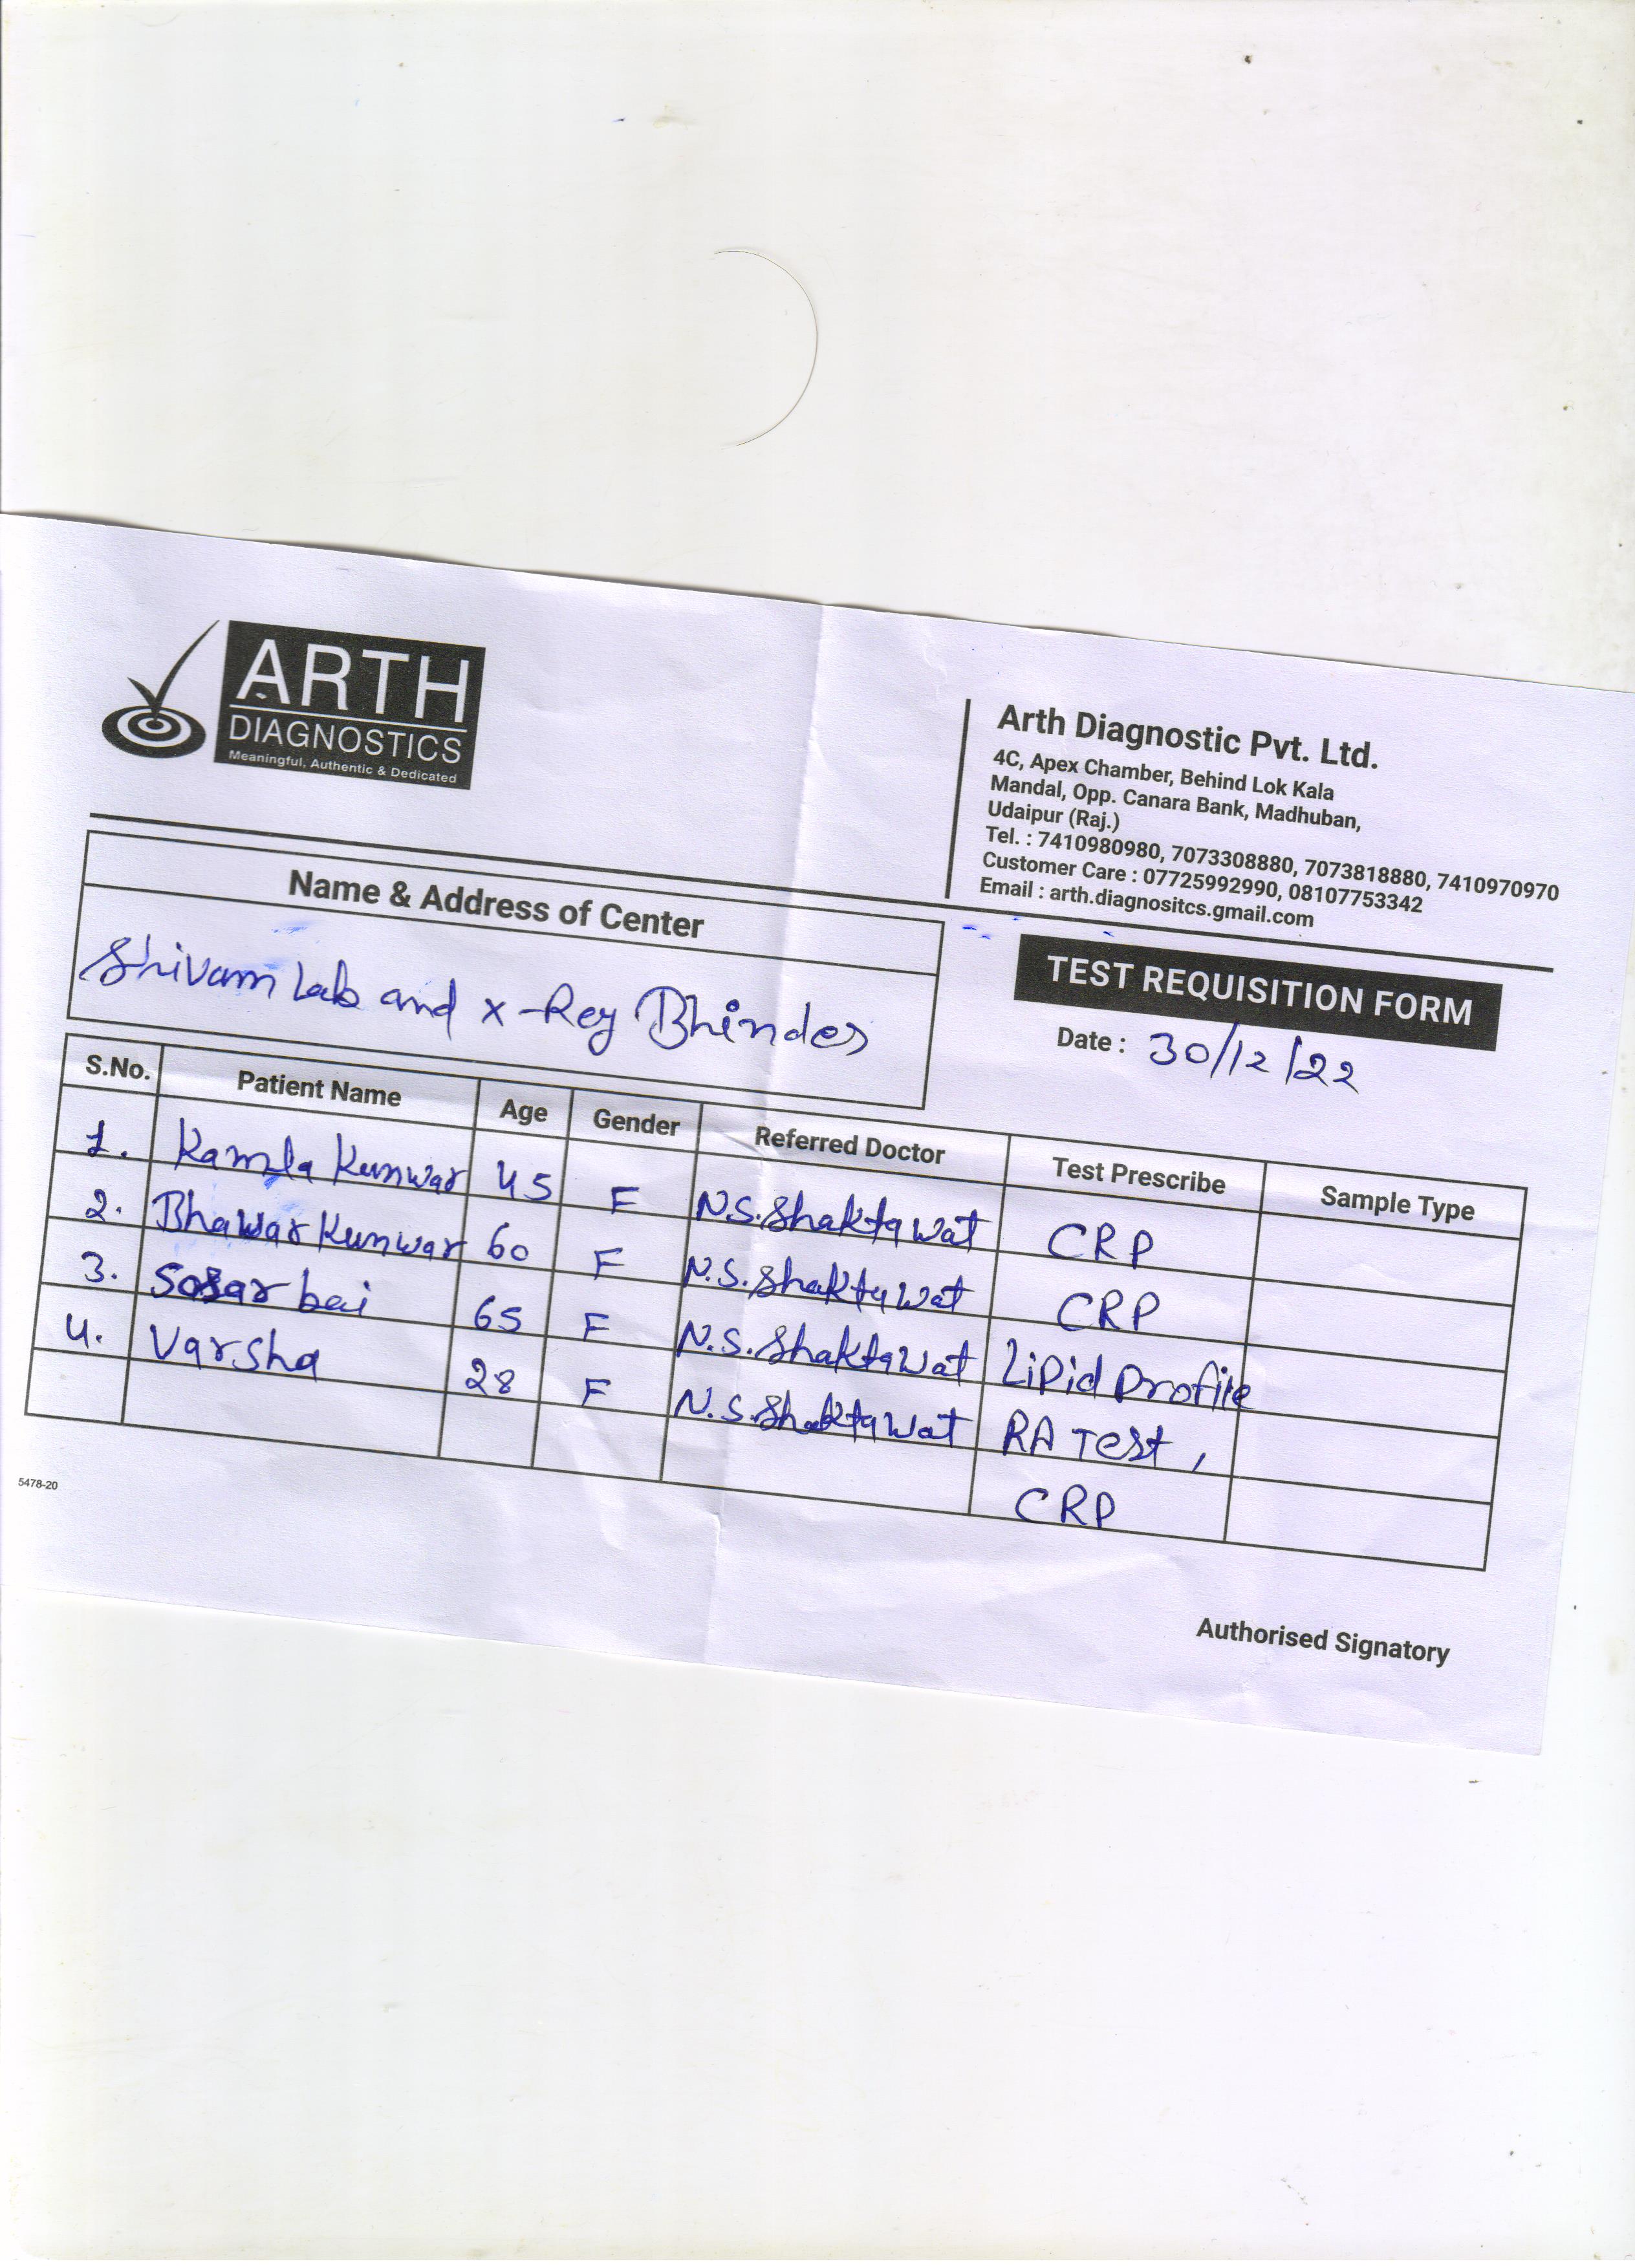 ARTH
DIAGNOSTICS
Meaningful, Authentic & Dedicated
Arth Diagnostic Pvt. Ltd.
4C, Apex Chamber, Behind Lok Kala
Mandal, Opp. Canara Bank, Madhuban,
Udaipur (Raj.)
Tel. : 7410980980, 7073308880, 7073818880, 7410970970
Customer Care : 07725992990, 08107753342
Email : arth.diagnositcs.gmail.com
Name & Address of Center
Shivam Lab and X-Rey Bhinder
TEST REQUISITION FORM
Date : 30/12/22
S.No. Patient Name Age Gender Referred Doctor Test Prescribe Sample Type
1. Kamla Kunwar 45 F N.S.Shaktawat CRP
2. Bhawar Kunwar 60 F N.S.Shaktawat CRP
3. bai 65 F N.S.Shaktawat Lipid Profile
4. Varsha 28 F N.S.Shaktawat RA Test,
CRP
5478-20
Authorised Signatory